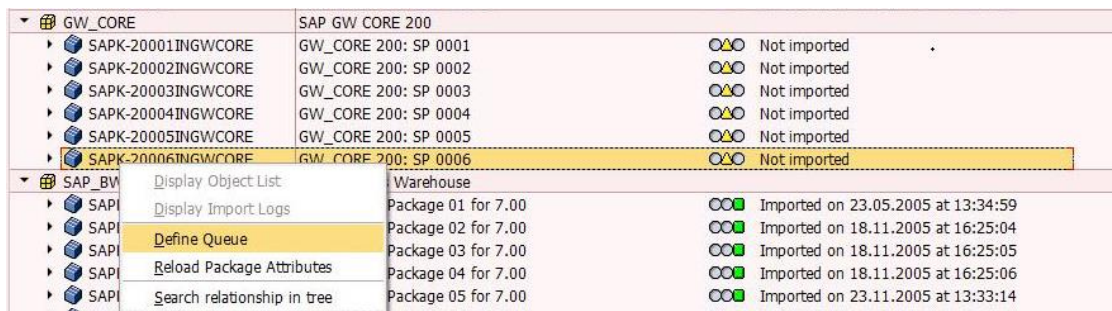 GW_CORE SAP GW CORE 200
SAPK-20001INGWCORE GW_CORE 200: SP 0001 Not imported
SAPK-20002INGWCORE GW_CORE 200: SP 0002 Not imported
SAPK-20003INGWCORE GW_CORE 200: SP 0003 Not imported
SAPK-20004INGWCORE GW_CORE 200: SP 0004 Not imported
SAPK-20005INGWCORE GW_CORE 200: SP 0005 Not imported
SAPK-20006INGWCORE GW_CORE 200: SP 0006 Not imported
SAP_BW Display Object List s Warehouse
SAPI Display Import Logs Package 01 for 7.00 Imported on 23.05.2005 at 13:34:59
SAPI Define Queue Package 02 for 7.00 Imported on 18.11.2005 at 16:25:04
SAPI Reload Package Attributes Package 03 for 7.00 Imported on 18.11.2005 at 16:25:05
SAPI Package 04 for 7.00 Imported on 18.11.2005 at 16:25:06
SAPI Search relationship in tree Package 05 for 7.00 Imported on 23.11.2005 at 13:33:14